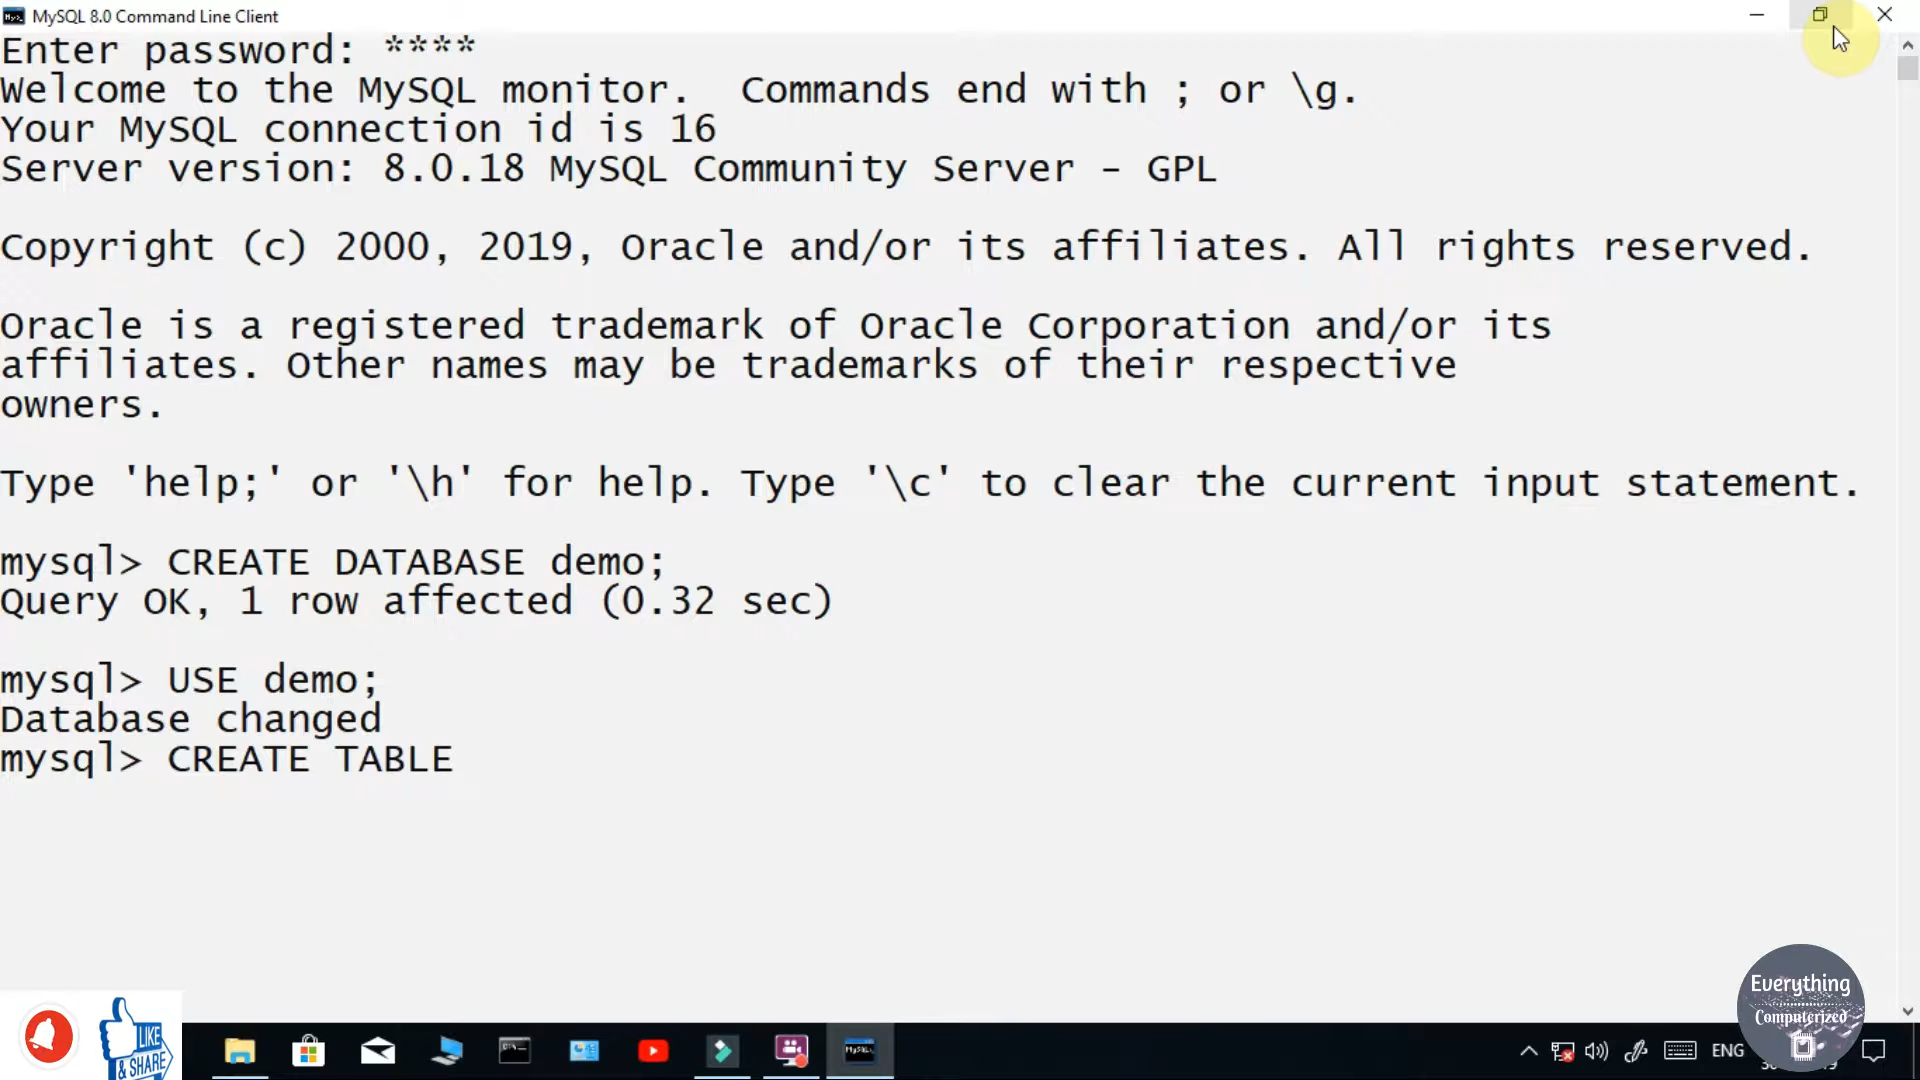 MySQL 8.0 Command Line Client
Enter password: ****
Welcome to the MySQL monitor.  Commands end with ; or \g.
Your MySQL connection id is 16
Server version: 8.0.18 MySQL Community Server - GPL
Copyright (c) 2000, 2019, Oracle and/or its affiliates. All rights reserved.
Oracle is a registered trademark of Oracle Corporation and/or its
affiliates. Other names may be trademarks of their respective
owners.
Type 'help;' or '\h' for help. Type '\c' to clear the current input statement.
mysql> CREATE DATABASE demo;
Query OK, 1 row affected (0.32 sec)
mysql> USE demo;
Database changed
mysql> CREATE TABLE
Everything
Computerized
LIKE
& SHARE
ENG